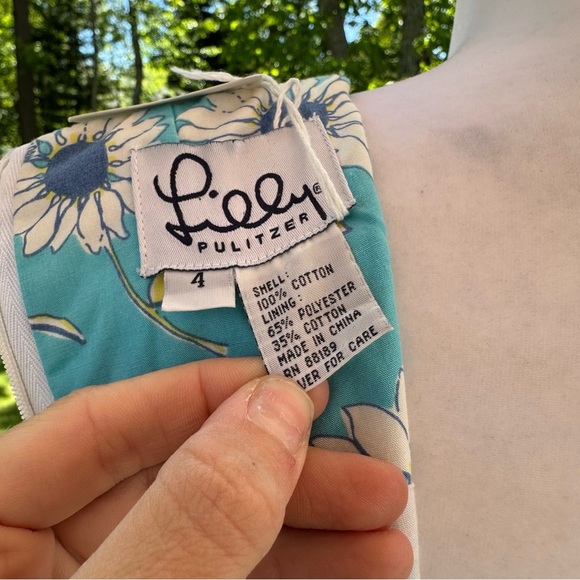 Lilly®
PULITZER
4
SHELL:
100% COTTON
LINING:
65% POLYESTER
35% COTTON
MADE IN CHINA
RN 88189
VER FOR CARE